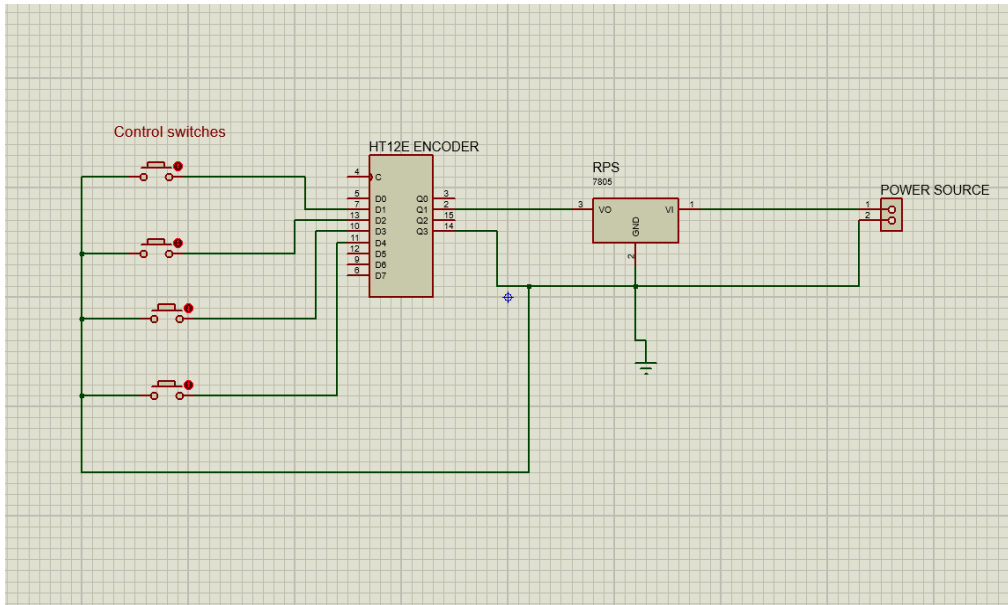 Control switches
HT12E ENCODER
4
C
5
D0
7
D1
13
D2
10
D3
11
D4
12
D5
9
D6
6
D7
Q0
3
Q1
2
Q2
15
Q3
14
RPS
7805
3
VO
VI
1
GND
2
POWER SOURCE
1
2